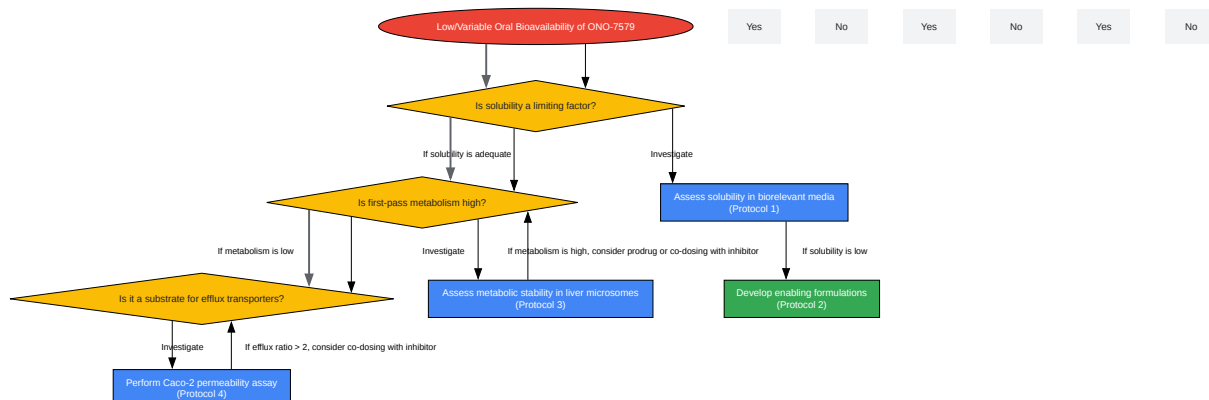 Low/Variable Oral Bioavailability of ONO-7579
Yes
No
Yes
No
Yes
No
Is solubility a limiting factor?
If solubility is adequate
Investigate
Is first-pass metabolism high?
Assess solubility in biorelevant media
(Protocol 1)
If metabolism is low
Investigate
If metabolism is high, consider prodrug or co-dosing with inhibitor
If solubility is low
Is it a substrate for efflux transporters?
Assess metabolic stability in liver microsomes
(Protocol 3)
Develop enabling formulations
(Protocol 2)
Investigate
If efflux ratio > 2, consider co-dosing with inhibitor
Perform Caco-2 permeability assay
(Protocol 4)